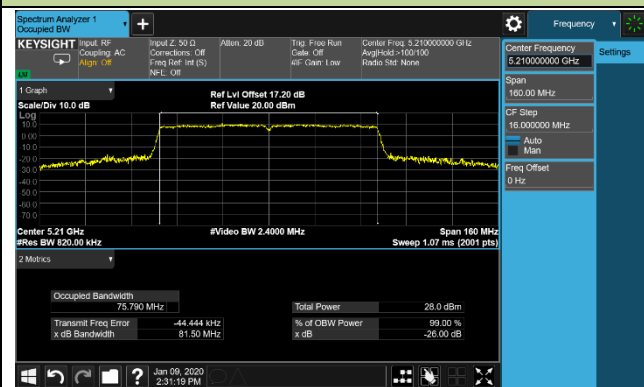 Spectrum Analyzer 1
Occupied BW
Frequency
KEYSIGHT
Input: RF
Coupling: AC
Align: Off
Input Z: 50 Ω
Corrections: Off
Freq Ref: Int (S)
NFE: Off
Atten: 20 dB
Trig: Free Run
Gate: Off
#IF Gain: Low
Center Freq: 5.210000000 GHz
Avg|Hold:>100/100
Radio Std: None
Center Frequency
5.210000000 GHz
Settings
Span
160.00 MHz
CF Step
16.000000 MHz
Auto
Man
Freq Offset
0 Hz
1 Graph
Scale/Div 10.0 dB
Ref Lvl Offset 17.20 dB
Ref Value 20.00 dBm
Log
10.0
0.00
-10.0
-20.0
-30.0
-40.0
-50.0
-60.0
-70.0
Center 5.21 GHz
#Video BW 2.4000 MHz
Span 160 MHz
#Res BW 820.00 kHz
Sweep 1.07 ms (2001 pts)
2 Metrics
Occupied Bandwidth
75.790 MHz
Total Power 28.0 dBm
Transmit Freq Error -44.444 kHz
% of OBW Power 99.00 %
x dB Bandwidth 81.50 MHz
x dB -26.00 dB
Jan 09, 2020
2:31:19 PM